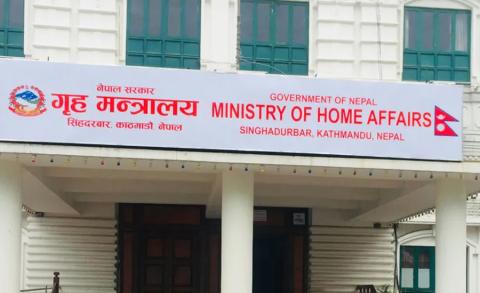 नेपाल सरकार
गृह मन्त्रालय
सिंहदरबार, काठमाडौं, नेपाल
GOVERNMENT OF NEPAL
MINISTRY OF HOME AFFAIRS
SINGHADURBAR, KATHMANDU, NEPAL